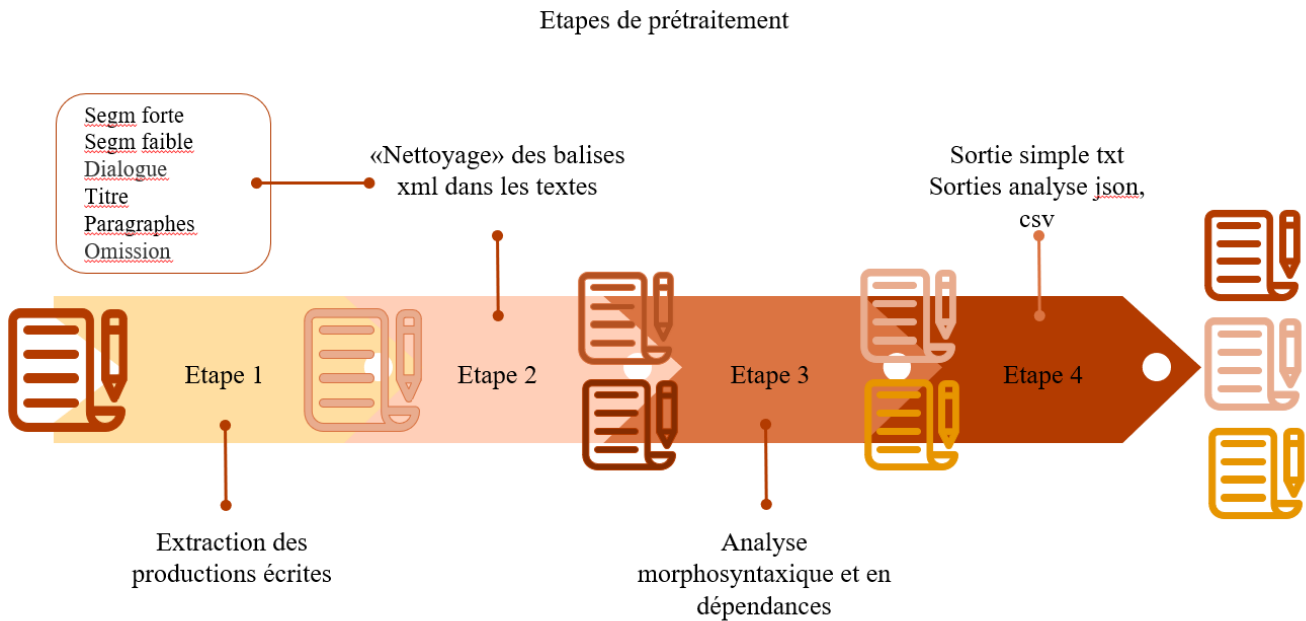 Etapes de prétraitement
Segm forte
Segm faible
Dialogue
Titre
Paragraphes
Omission
«Nettoyage» des balises
xml dans les textes
Sortie simple txt
Sorties analyse json,
csv
Etape 1
Etape 2
Etape 3
Etape 4
Extraction des
productions écrites
Analyse
morphosyntaxique et en
dépendances